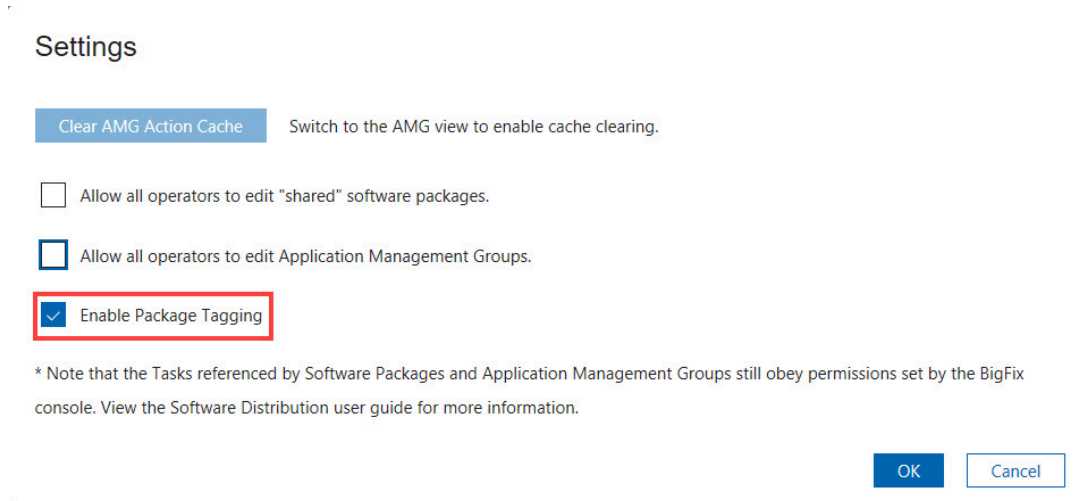 Settings
Clear AMG Action Cache Switch to the AMG view to enable cache clearing.
Allow all operators to edit "shared" software packages.
Allow all operators to edit Application Management Groups.
Enable Package Tagging
* Note that the Tasks referenced by Software Packages and Application Management Groups still obey permissions set by the BigFix
console. View the Software Distribution user guide for more information.
OK Cancel